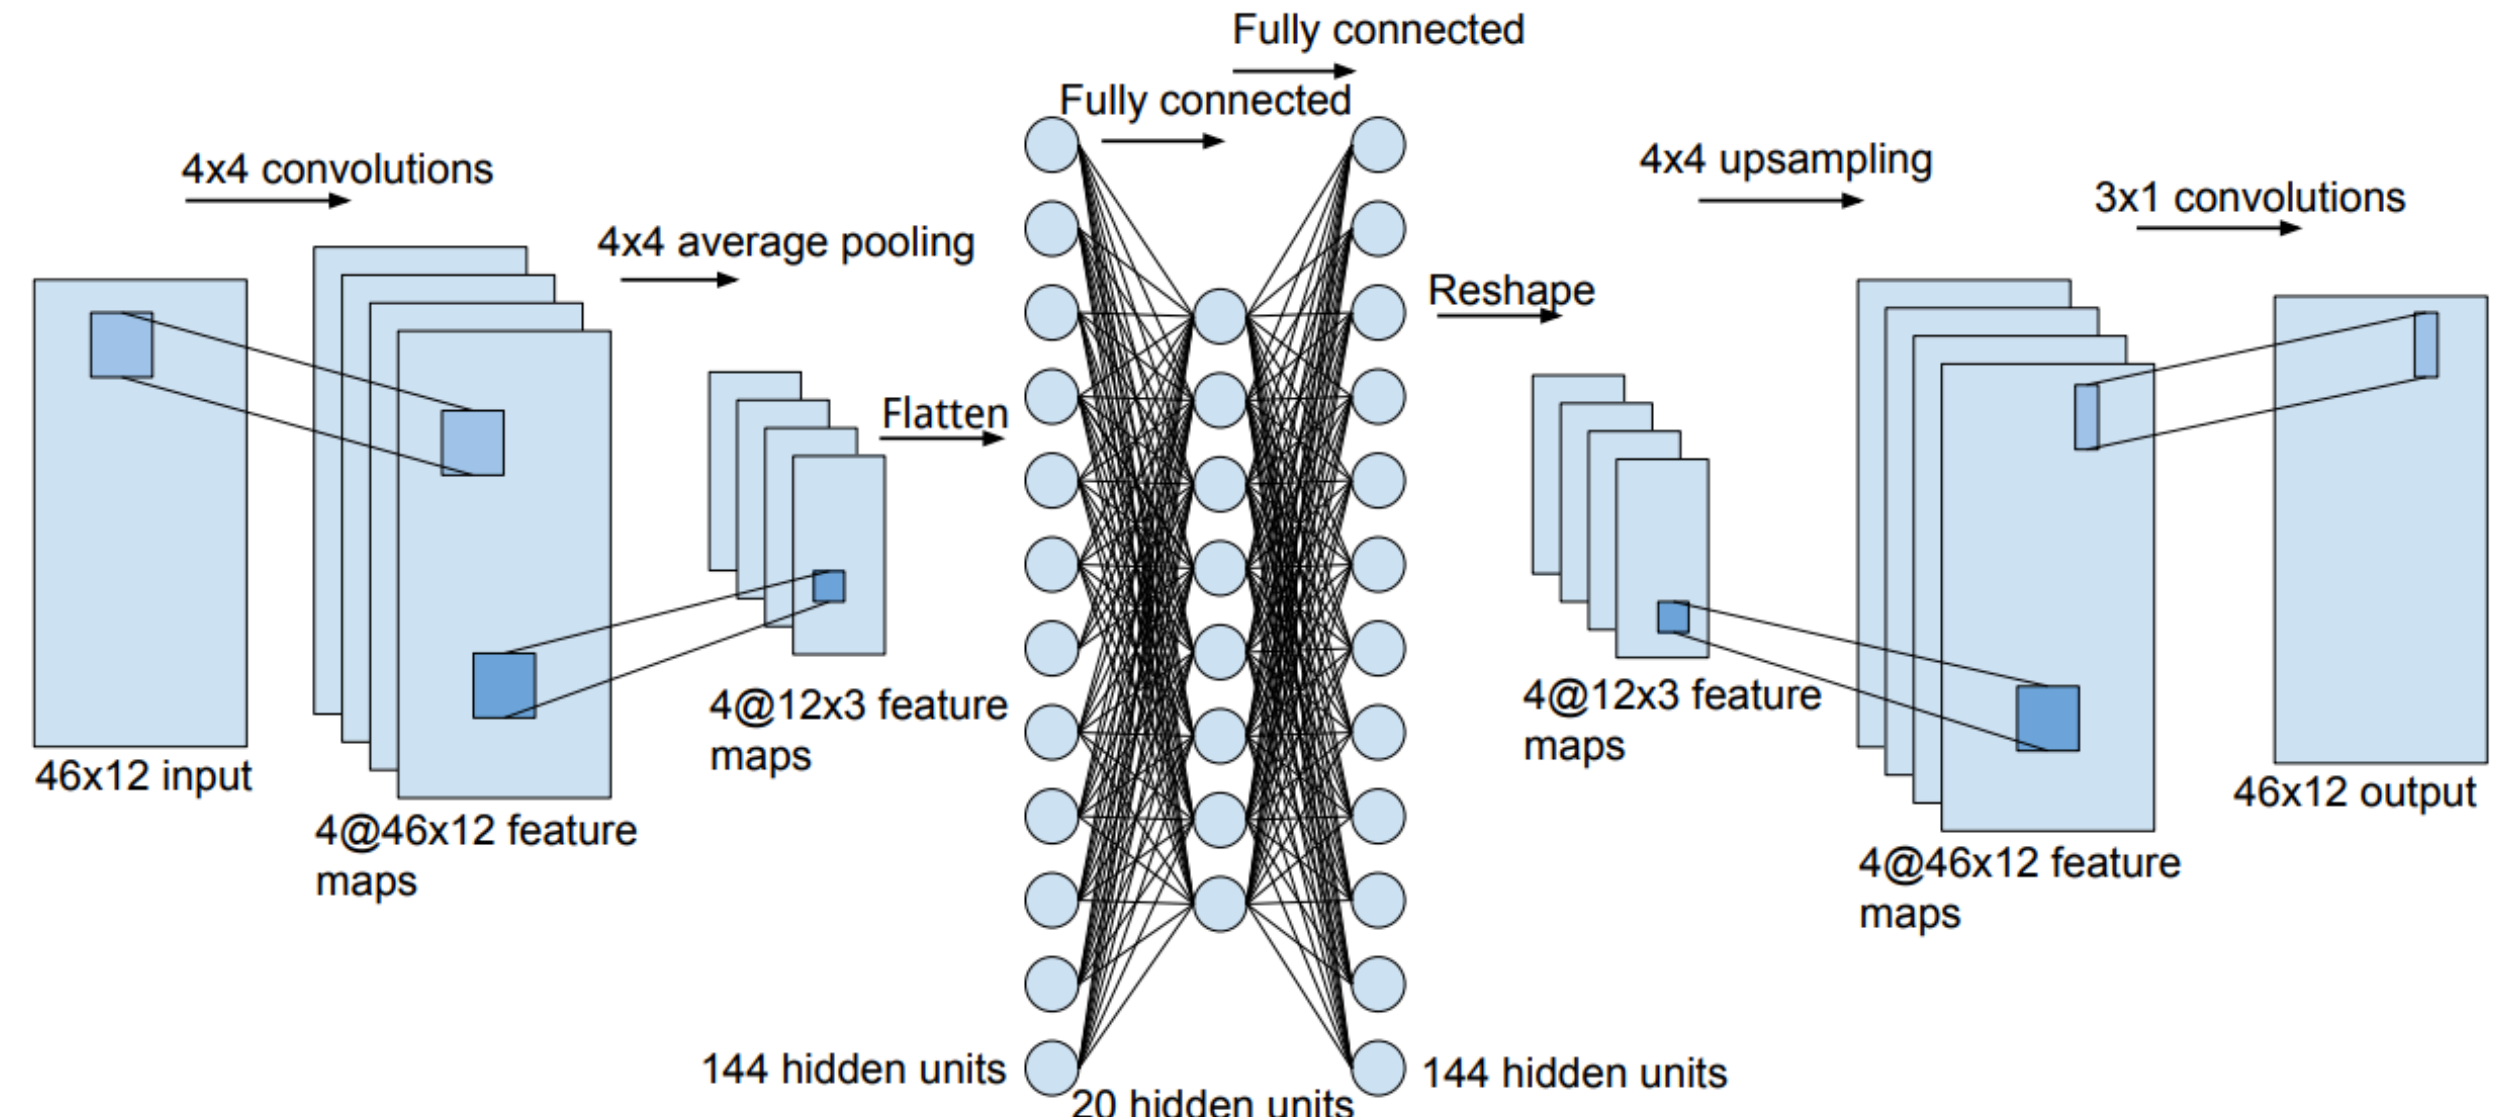 Fully connected
Fully connected
4x4 convolutions
4x4 upsampling
3x1 convolutions
4x4 average pooling
Reshape
Flatten
4@12x3 feature
maps
4@12x3 feature
maps
46x12 input
46x12 output
4@46x12 feature
maps
4@46x12 feature
maps
144 hidden units
144 hidden units
20 hidden units